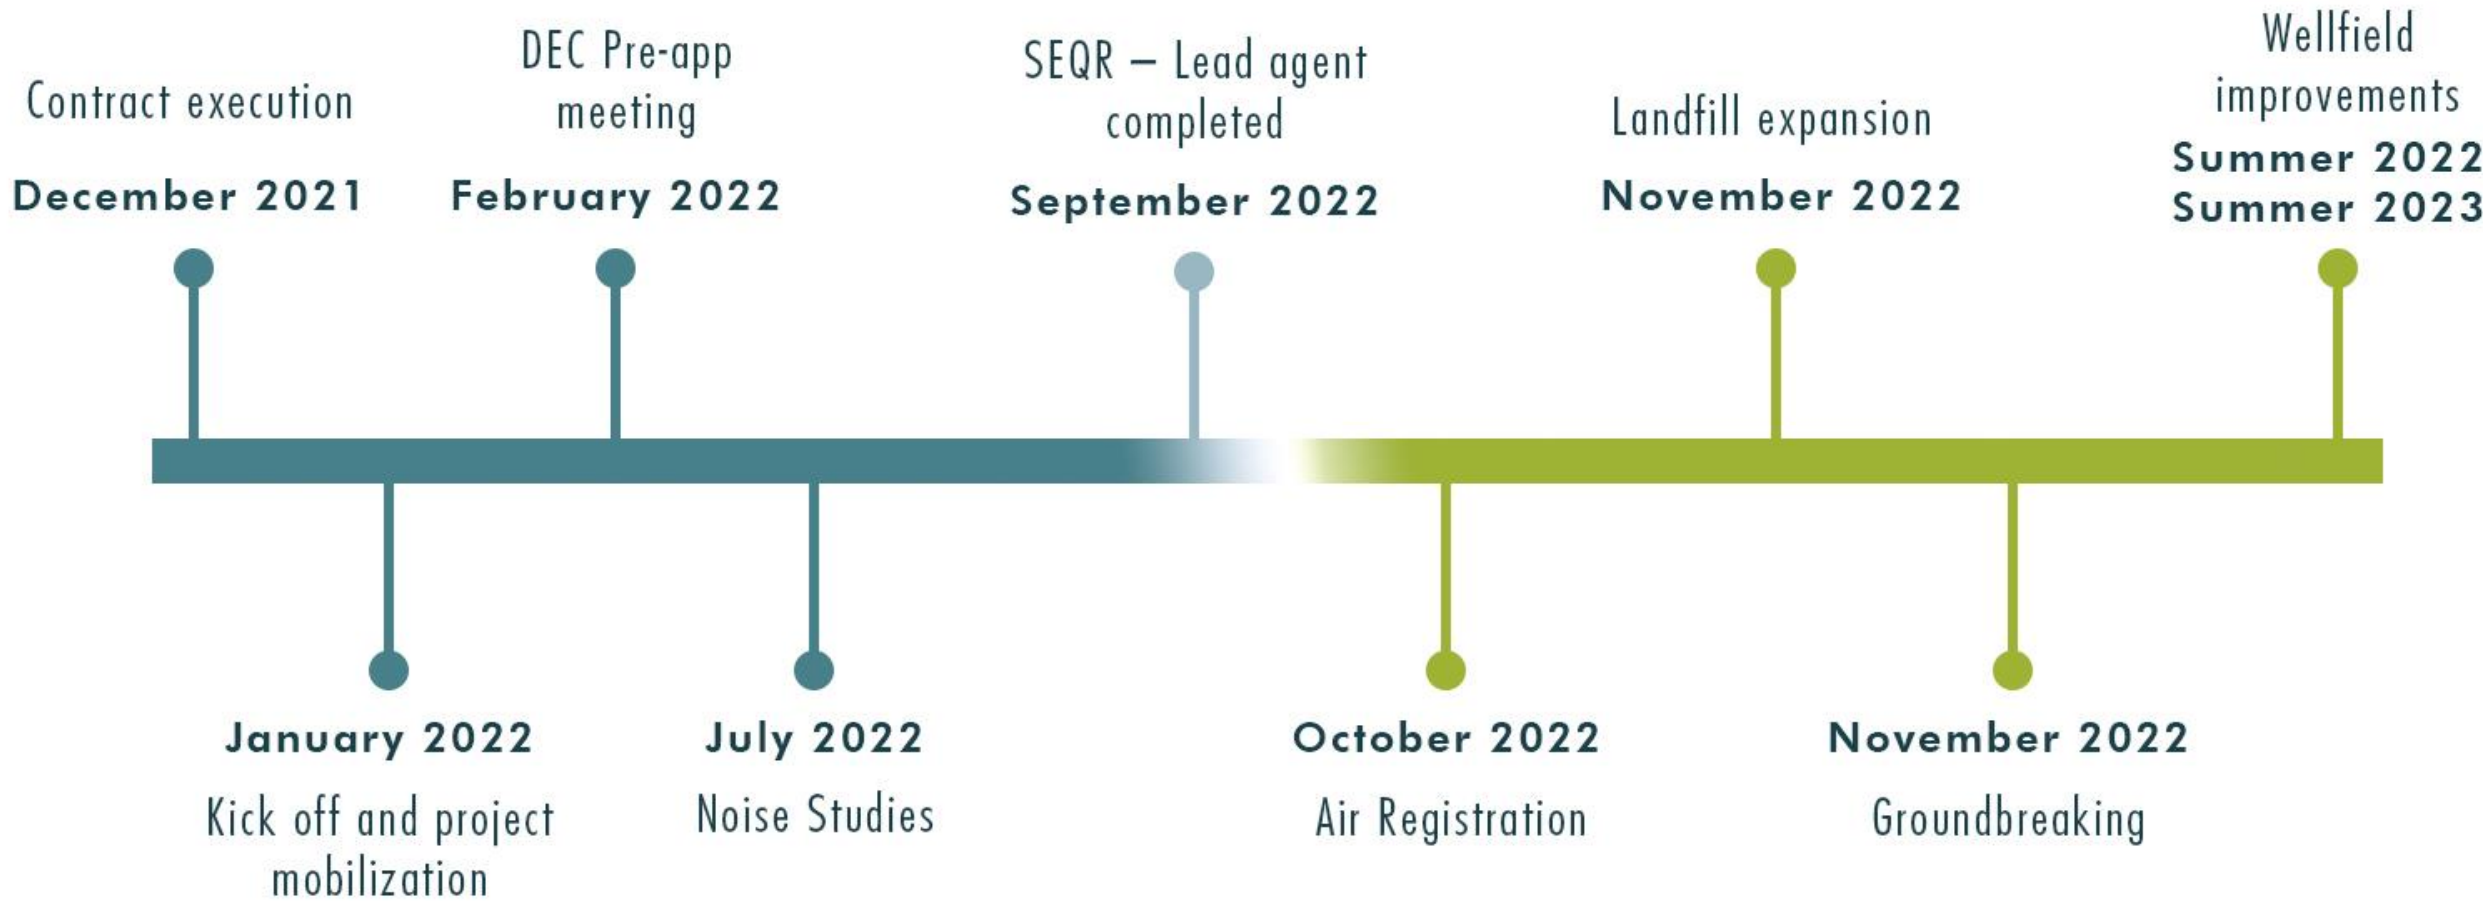 Contract execution
December 2021
DEC Pre-app
meeting
February 2022
SEQR – Lead agent
completed
September 2022
Landfill expansion
November 2022
Wellfield
improvements
Summer 2022
Summer 2023
January 2022
Kick off and project
mobilization
July 2022
Noise Studies
October 2022
Air Registration
November 2022
Groundbreaking